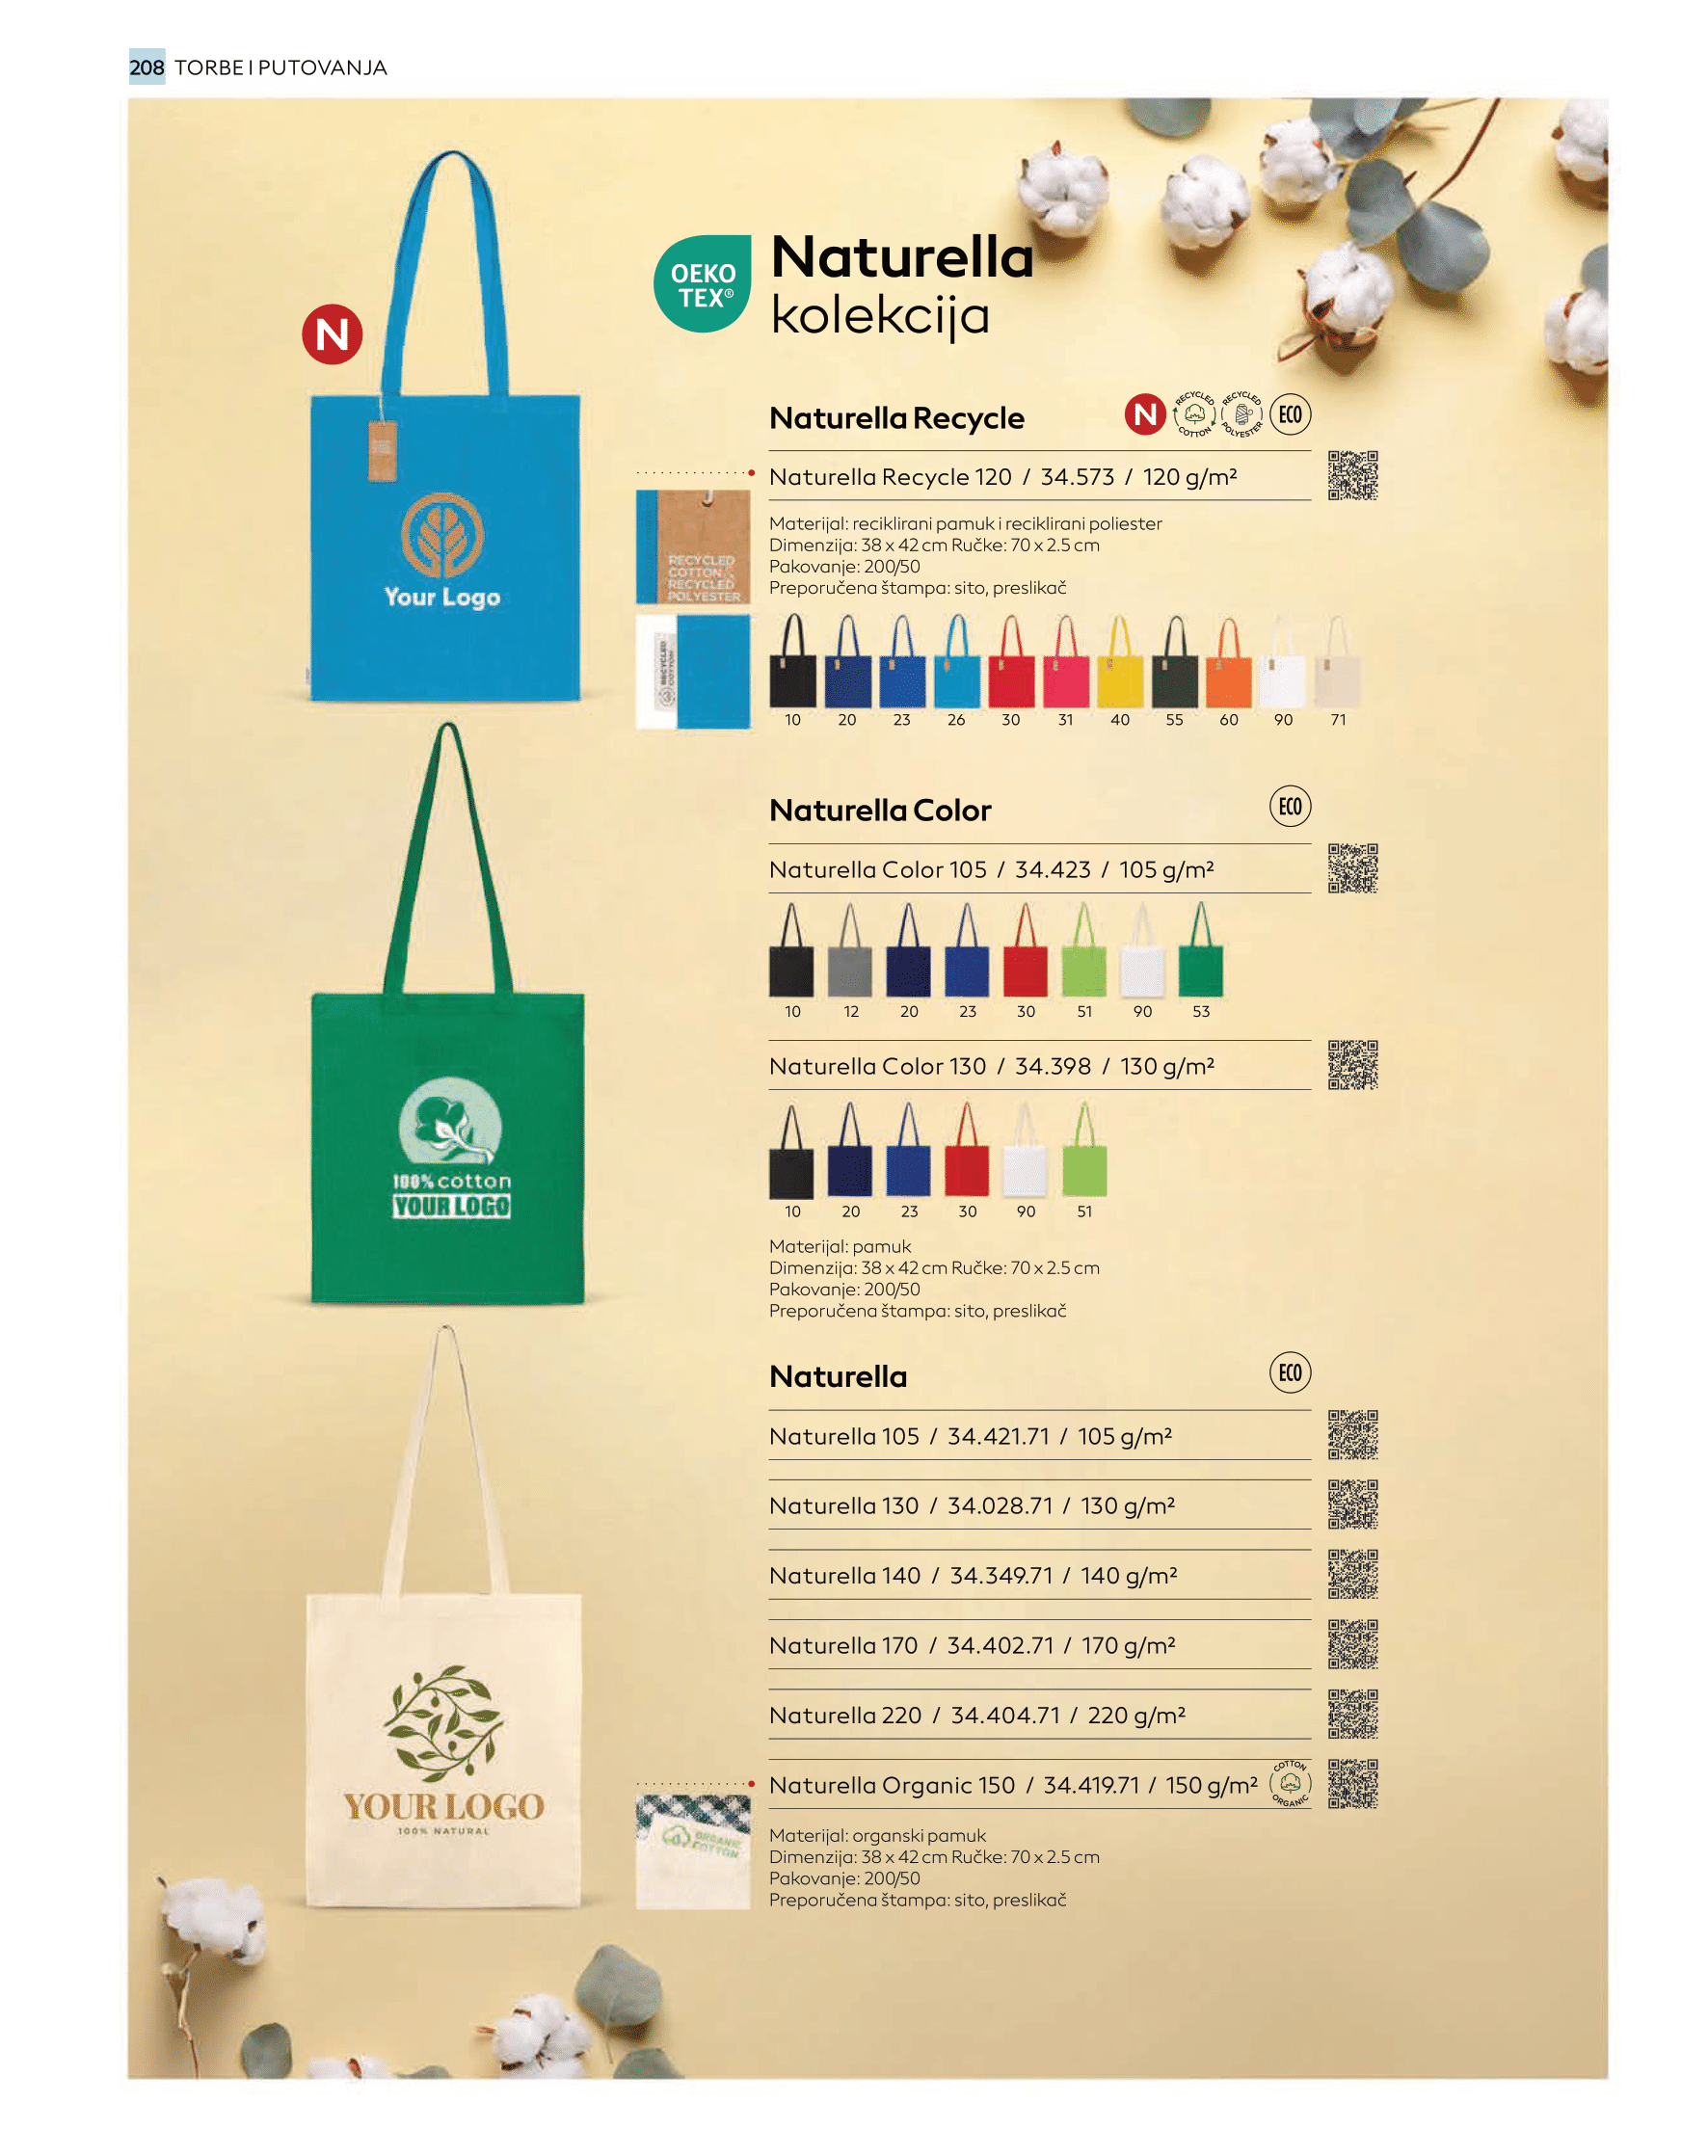 208 TORBE I PUTOVANJA
OEKO
TEX®
Naturella
kolekcija
N
Naturella Recycle
N
RECYCLED
COTTON
RECYCLED
POLYESTER
ECO
Naturella Recycle 120 / 34.573 / 120 g/m²
Materijal: reciklirani pamuk i reciklirani poliester
Dimenzija: 38 x 42 cm Ručke: 70 x 2.5 cm
Pakovanje: 200/50
Preporučena štampa: sito, preslikač
RECYCLED
COTTON &
RECYCLED
POLYESTER
RECYCLED
COTTON
Your Logo
10 20 23 26 30 31 40 55 60 90 71
Naturella Color
ECO
Naturella Color 105 / 34.423 / 105 g/m²
10 12 20 23 30 51 90 53
Naturella Color 130 / 34.398 / 130 g/m²
10 20 23 30 90 51
100% cotton
YOUR LOGO
Materijal: pamuk
Dimenzija: 38 x 42 cm Ručke: 70 x 2.5 cm
Pakovanje: 200/50
Preporučena štampa: sito, preslikač
Naturella
ECO
Naturella 105 / 34.421.71 / 105 g/m²
Naturella 130 / 34.028.71 / 130 g/m²
Naturella 140 / 34.349.71 / 140 g/m²
Naturella 170 / 34.402.71 / 170 g/m²
Naturella 220 / 34.404.71 / 220 g/m²
Naturella Organic 150 / 34.419.71 / 150 g/m²
COTTON
ORGANIC
YOUR LOGO
100% NATURAL
ORGANIC
COTTON
Materijal: organski pamuk
Dimenzija: 38 x 42 cm Ručke: 70 x 2.5 cm
Pakovanje: 200/50
Preporučena štampa: sito, preslikač